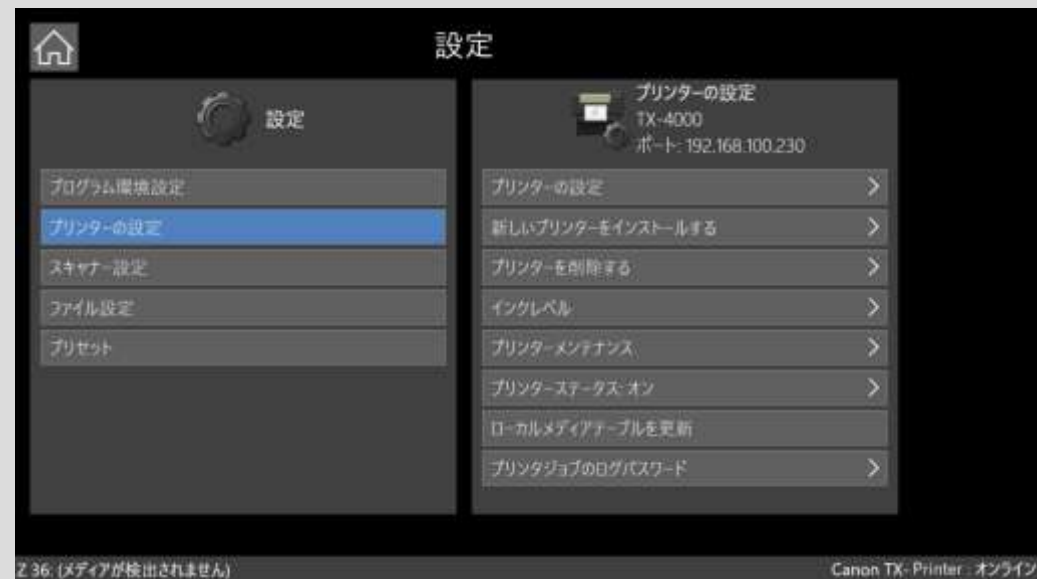 設定
設定
プログラム環境設定
プリンターの設定
スキャナー設定
ファイル設定
プリセット
プリンターの設定
TX-4000
ポート: 192.168.100.230
プリンターの設定
新しいプリンターをインストールする
プリンターを削除する
インクレベル
プリンターメンテナンス
プリンターステータス: オン
ローカルメディアテーブルを更新
プリンタジョブのログパスワード
Z 36: (メディアが検出されません)
Canon TX- Printer : オンライン